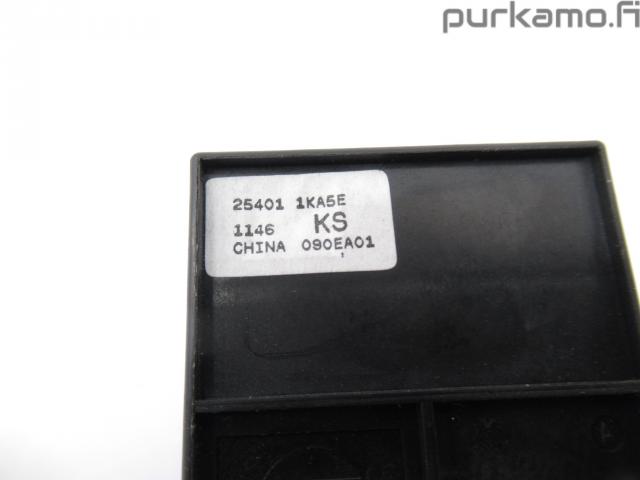 purkamo.fi
25401 1KA5E
1146 KS
CHINA 090EA01